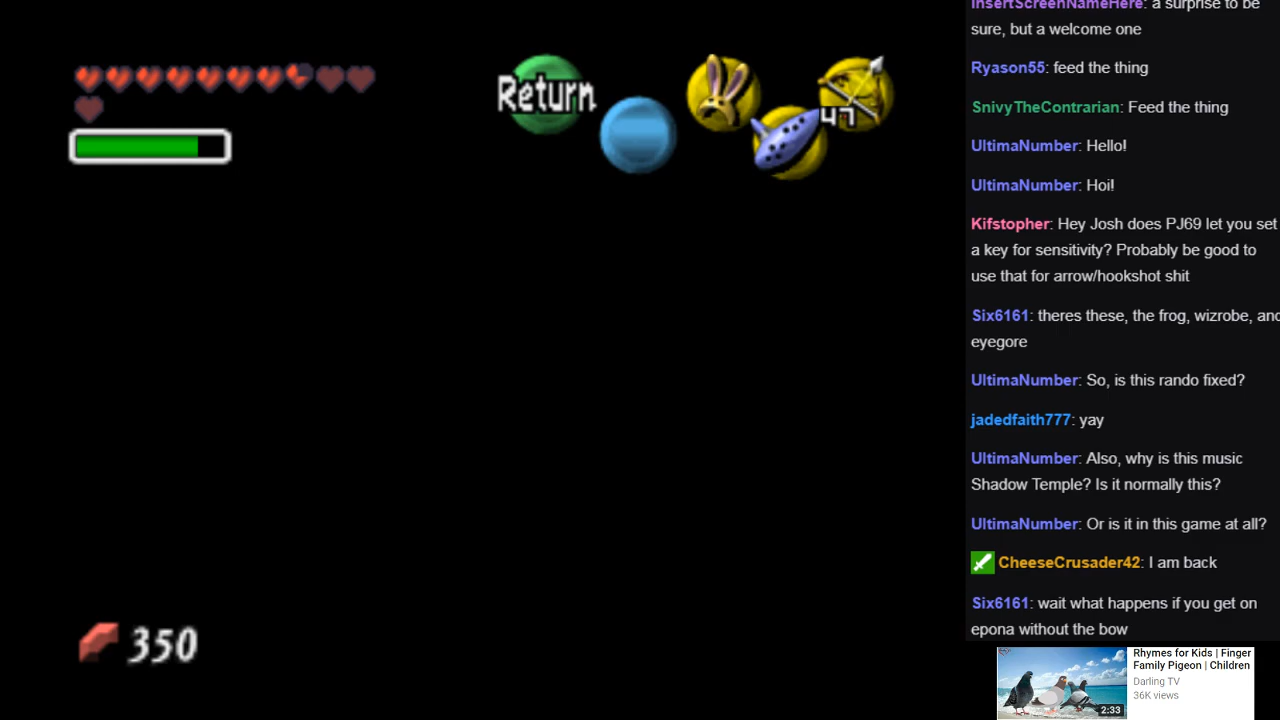 Return
47
350
InsertScreenNameHere: a surprise to be
sure, but a welcome one
Ryason55: feed the thing
SnivyTheContrarian: Feed the thing
UltimaNumber: Hello!
UltimaNumber: Hoi!
Kifstopher: Hey Josh does PJ69 let you set
a key for sensitivity? Probably be good to
use that for arrow/hookshot shit
Six6161: theres these, the frog, wizrobe, and
eyegore
UltimaNumber: So, is this rando fixed?
jadedfaith777: yay
UltimaNumber: Also, why is this music
Shadow Temple? Is it normally this?
UltimaNumber: Or is it in this game at all?
CheeseCrusader42: I am back
Six6161: wait what happens if you get on
epona without the bow
Rhymes for Kids | Finger
Family Pigeon | Children
Darling TV
36K views
2:33